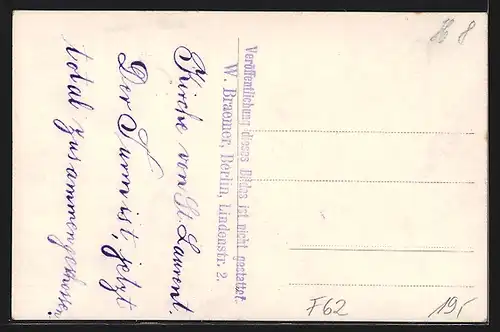 Kirche von St. Laurent.
Der Turm ist jetzt
total zusammengeschossen
Veröffentlichung dieses Bildes ist nicht gestattet.
W. Braemer, Berlin, Lindenstr. 2.
8
F62
19,-